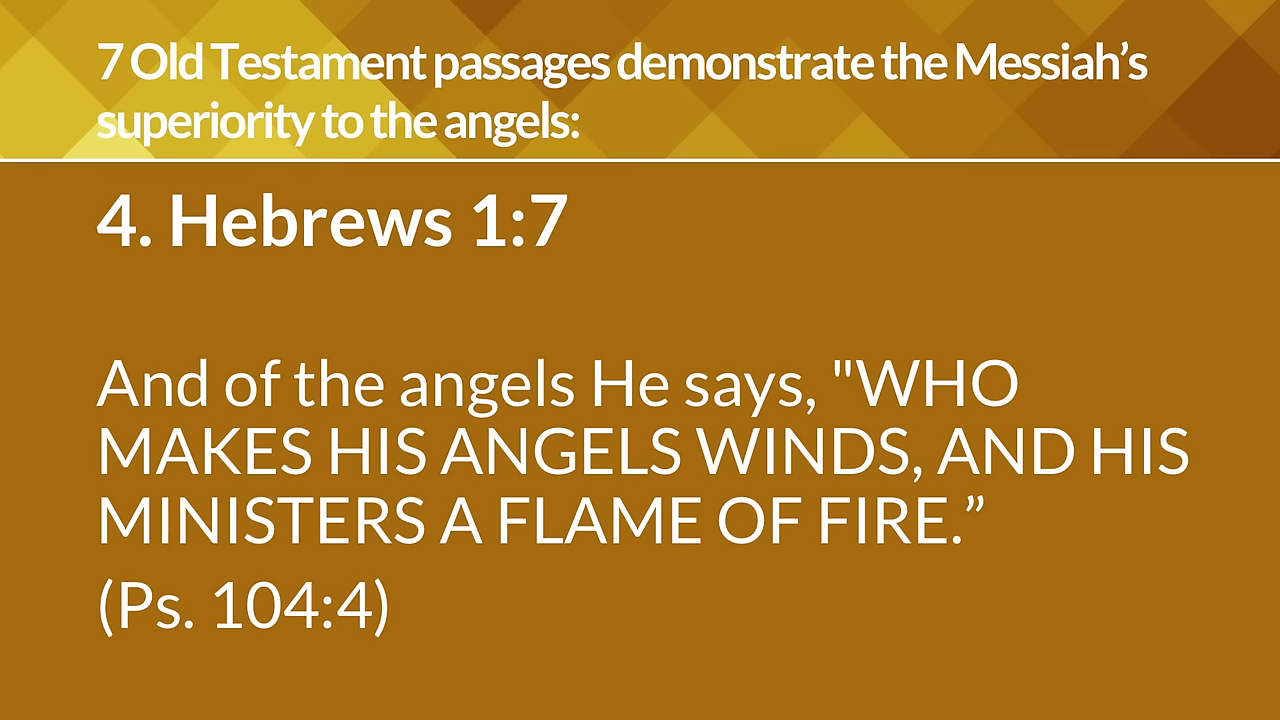 7 Old Testament passages demonstrate the Messiah’s
superiority to the angels:
4. Hebrews 1:7
And of the angels He says, "WHO
MAKES HIS ANGELS WINDS, AND HIS
MINISTERS A FLAME OF FIRE.”
(Ps. 104:4)